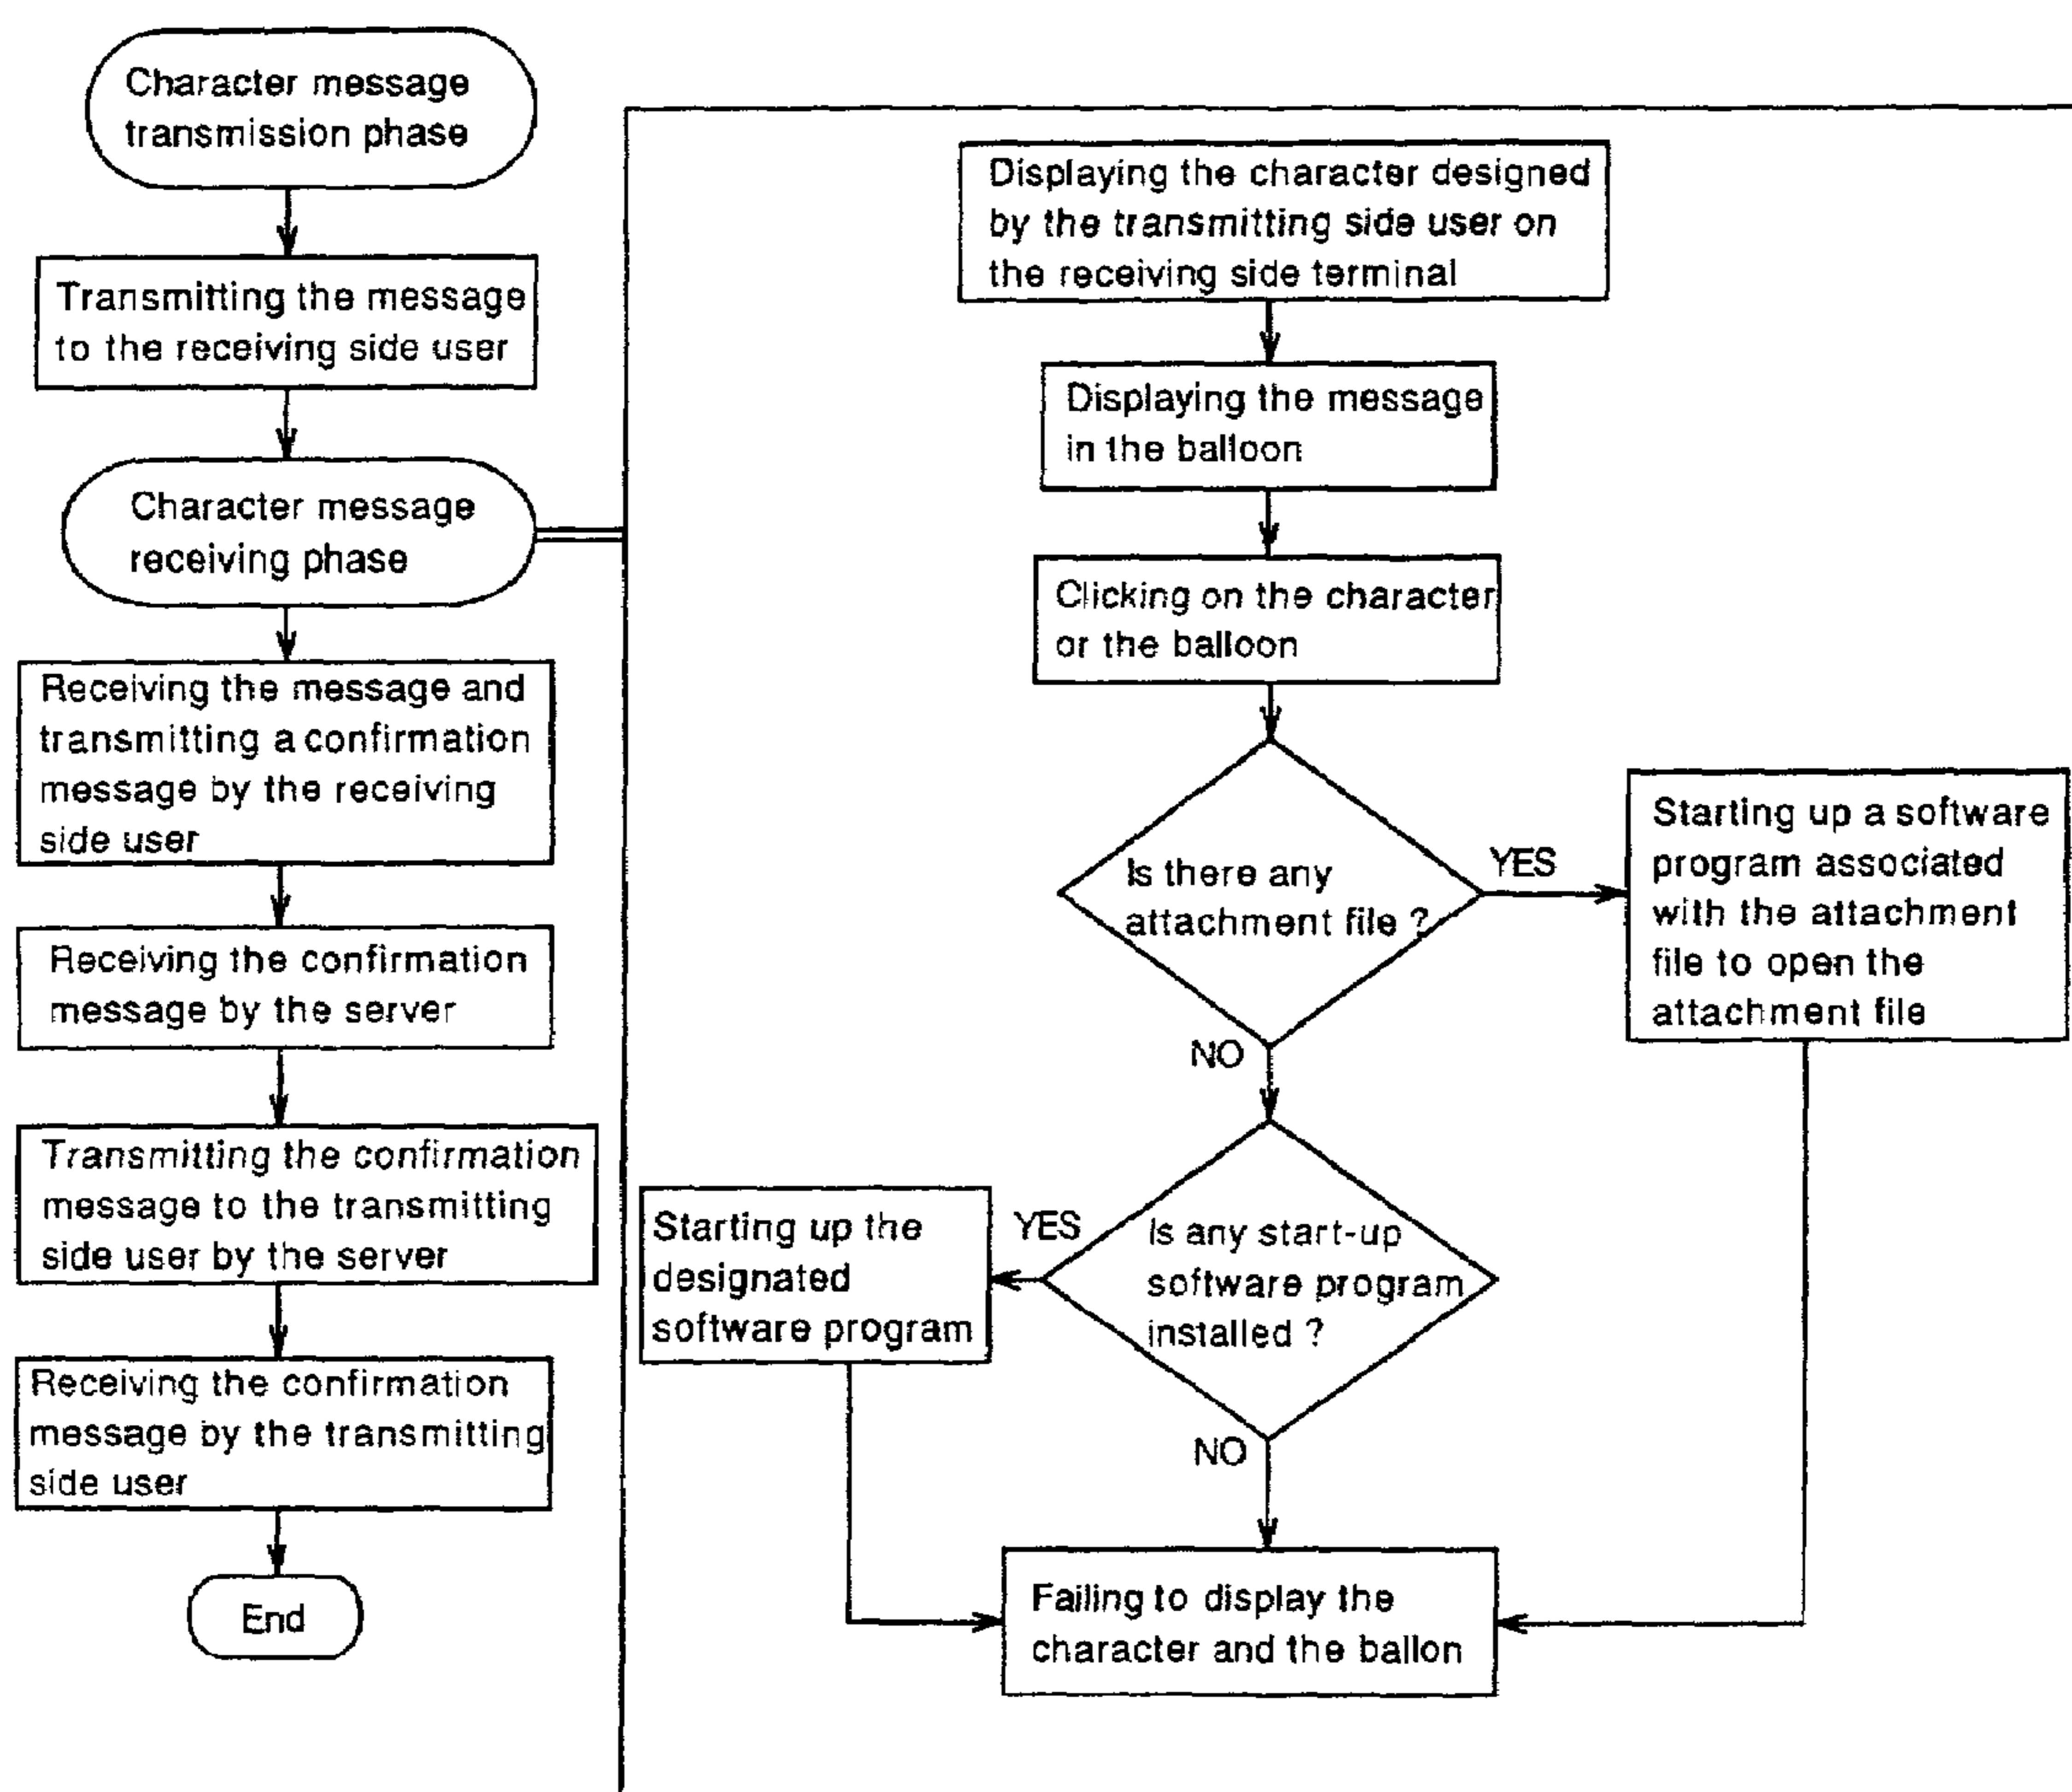 Character message
transmission phase
Transmitting the message
to the receiving side user
Character message
receiving phase
Receiving the message and
transmitting a confirmation
message by the receiving
side user
Receiving the confirmation
message by the server
Transmitting the confirmation
message to the transmitting
side user by the server
Receiving the confirmation
message by the transmitting
side user
End
Displaying the character designed
by the transmitting side user on
the receiving side terminal
Displaying the message
in the balloon
Clicking on the character
or the balloon
Is there any
attachment file ?
YES
Starting up a software
program associated
with the attachment
file to open the
attachment file
NO
Is any start-up
software program
installed ?
YES
Starting up the
designated
software program
NO
Failing to display the
character and the ballon